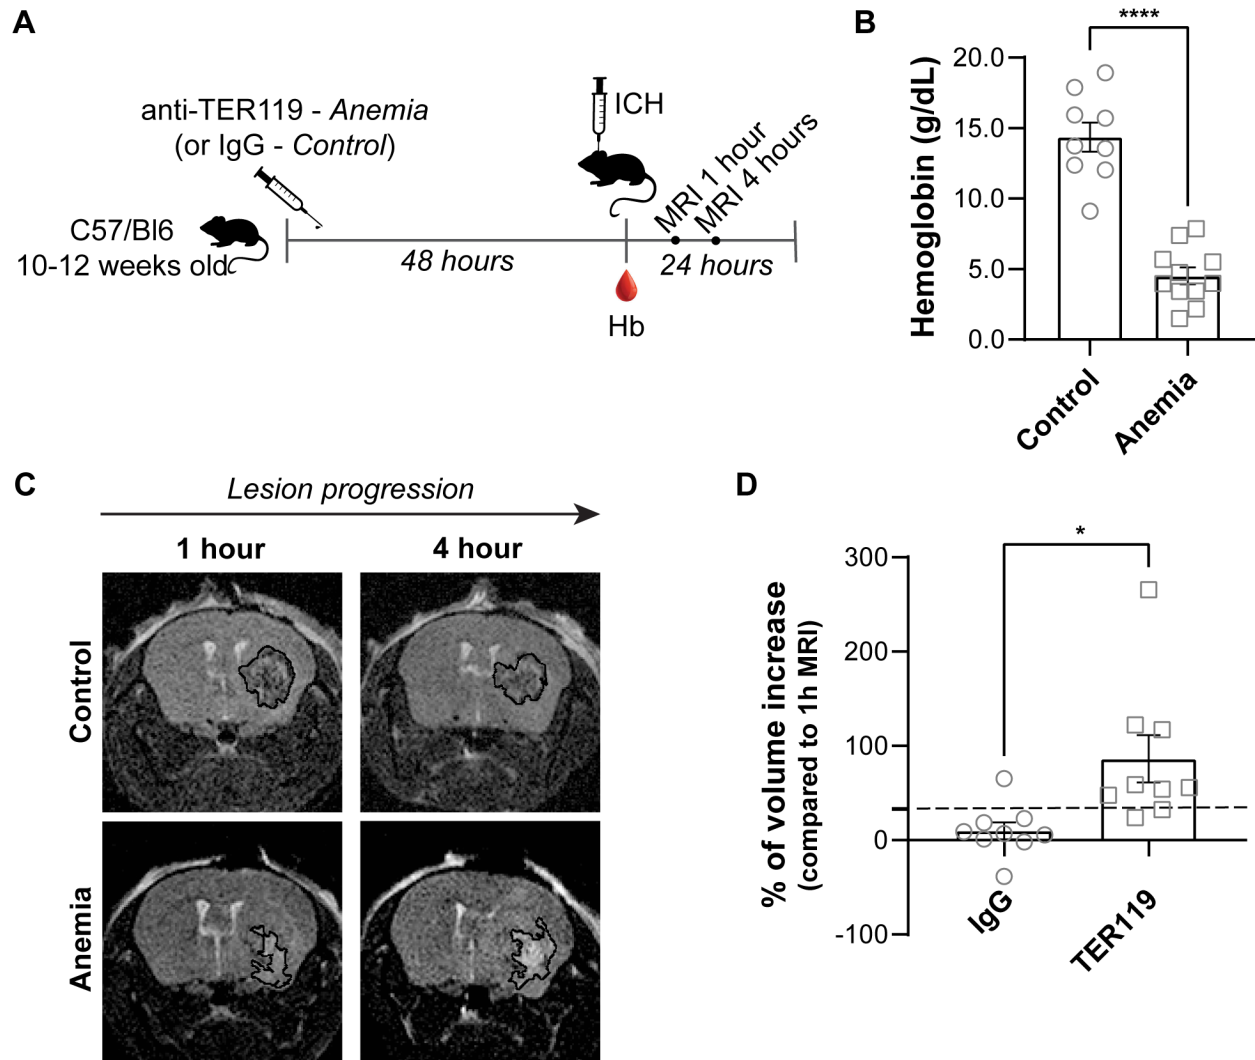 A
anti-TER119 - Anemia
(or IgG - Control)
C57/Bl6
10-12 weeks old
48 hours
ICH
MRI 1 hour
MRI 4 hours
24 hours
Hb
B
****
Hemoglobin (g/dL)
20.0
15.0
10.0
5.0
0.0
Control
Anemia
C
Lesion progression
1 hour
4 hour
Control
Anemia
D
*
% of volume increase
(compared to 1h MRI)
300
200
100
0
-100
IgG
TER119